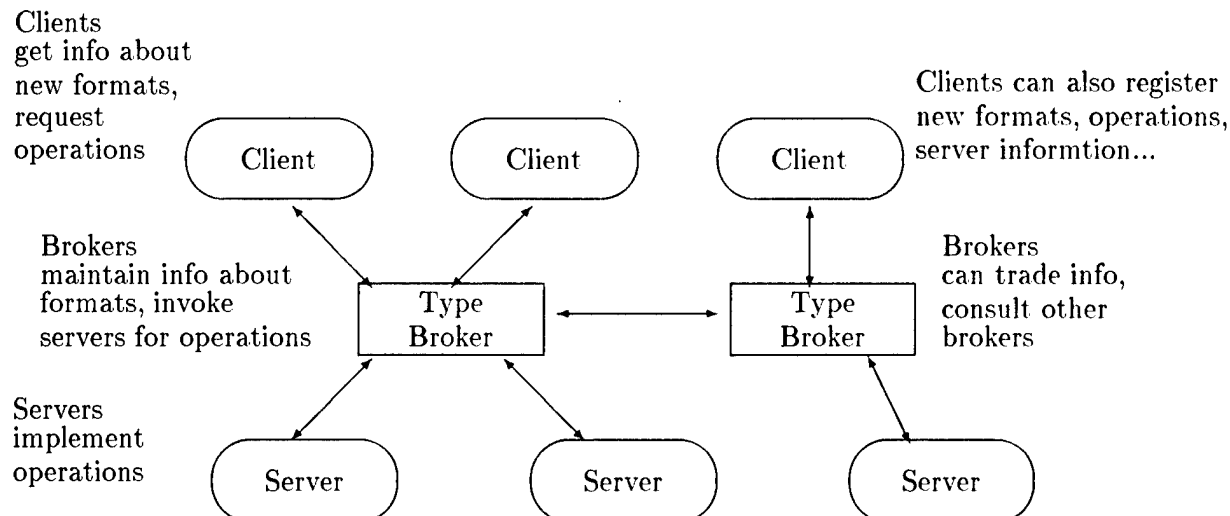 Clients
get info about
new formats,
request
operations
Clients can also register
new formats, operations,
server informtion...
Client
Client
Client
Brokers
maintain info about
formats, invoke
servers for operations
Type
Broker
Type
Broker
Brokers
can trade info,
consult other
brokers
Servers
implement
operations
Server
Server
Server